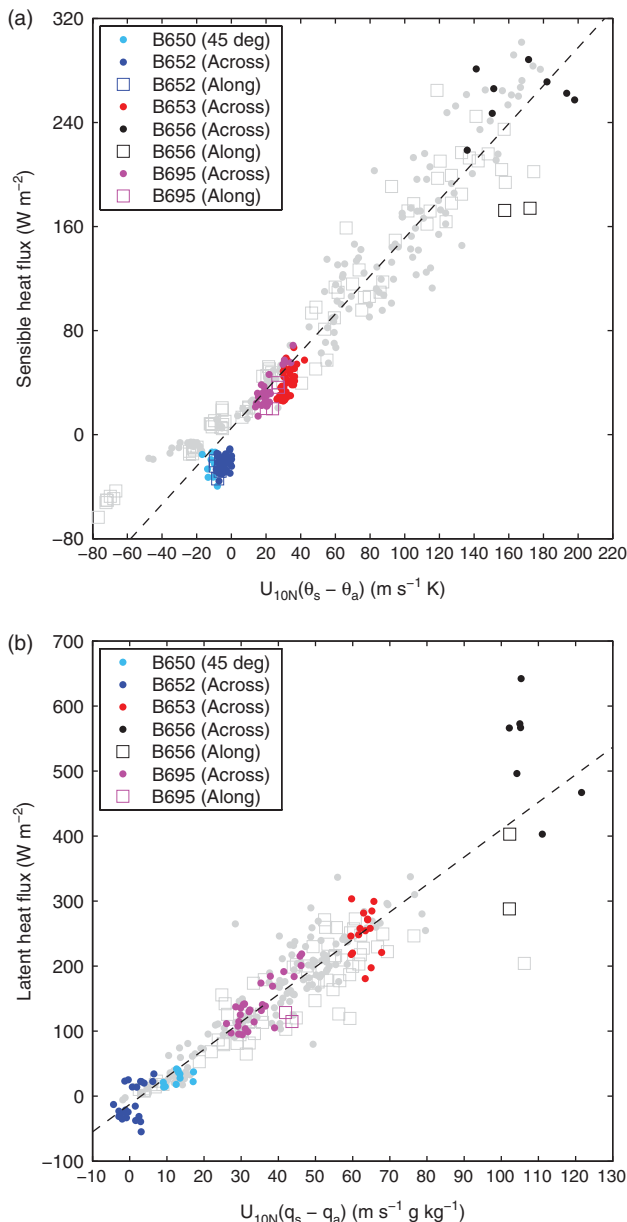 (a)
320
240
160
80
0
−80
Sensible heat flux (W m⁻²)
B650 (45 deg)
B652 (Across)
B652 (Along)
B653 (Across)
B656 (Across)
B656 (Along)
B695 (Across)
B695 (Along)
−80 −60 −40 −20 0 20 40 60 80 100 120 140 160 180 200 220
U₁₀N(θₛ − θₐ) (m s⁻¹ K)
(b)
700
600
500
400
300
200
100
0
−100
Latent heat flux (W m⁻²)
B650 (45 deg)
B652 (Across)
B653 (Across)
B656 (Across)
B656 (Along)
B695 (Across)
B695 (Along)
−10 0 10 20 30 40 50 60 70 80 90 100 110 120 130
U₁₀N(qₛ − qₐ) (m s⁻¹ g kg⁻¹)